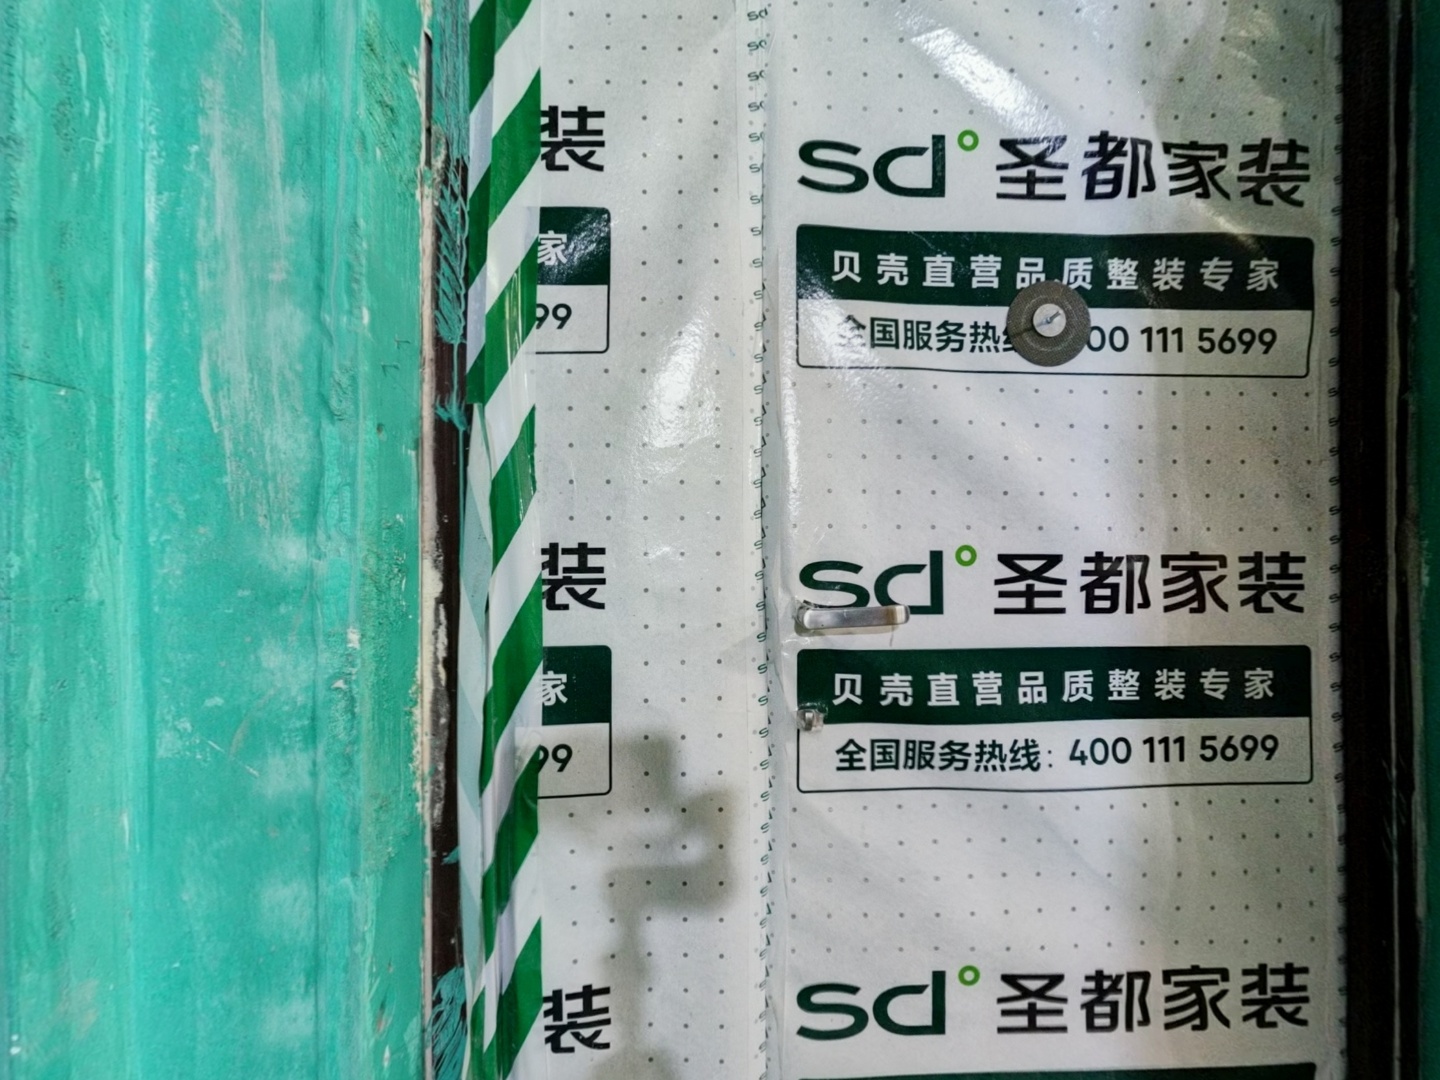 装
sd 圣都家装
家
贝壳直营品质整装专家
99
全国服务热 00 111 5699
装
sd 圣都家装
家
贝壳直营品质整装专家
99
全国服务热线：400 111 5699
装
sd 圣都家装